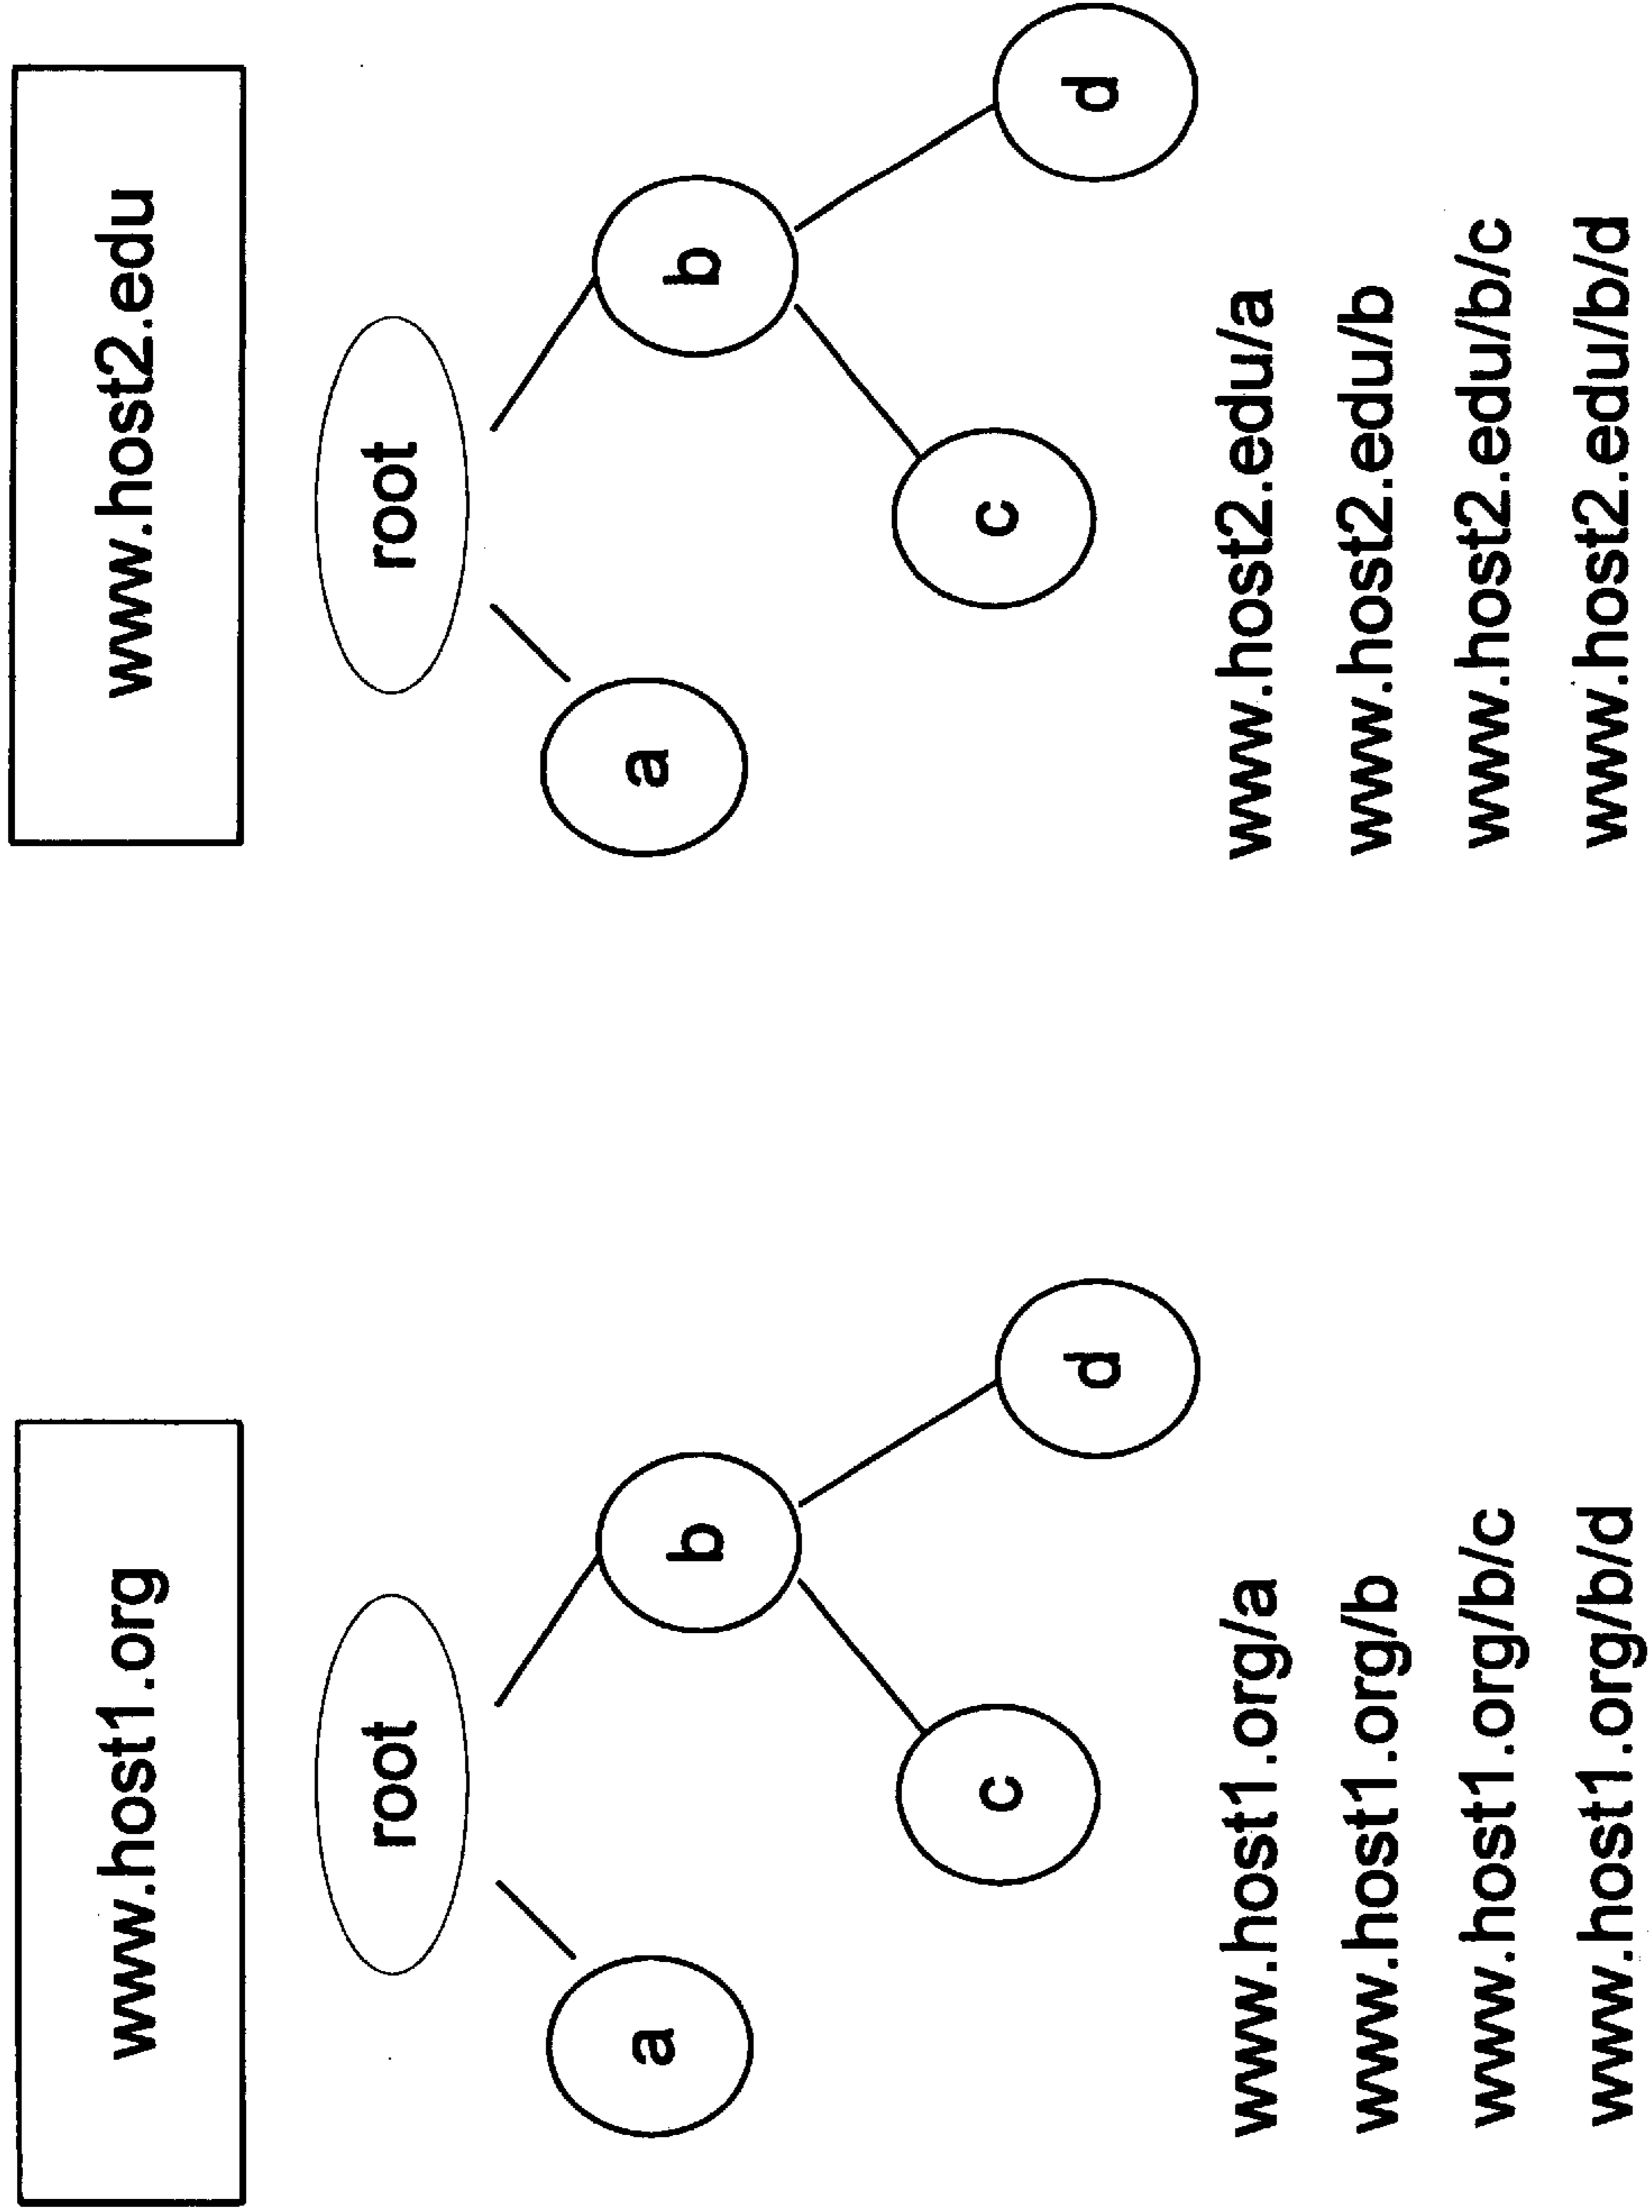 www.host1.org
root
a
b
c
d
www.host1.org/a
www.host1.org/b
www.host1.org/b/c
www.host1.org/b/d
www.host2.edu
root
a
b
c
d
www.host2.edu/a
www.host2.edu/b
www.host2.edu/b/c
www.host2.edu/b/d